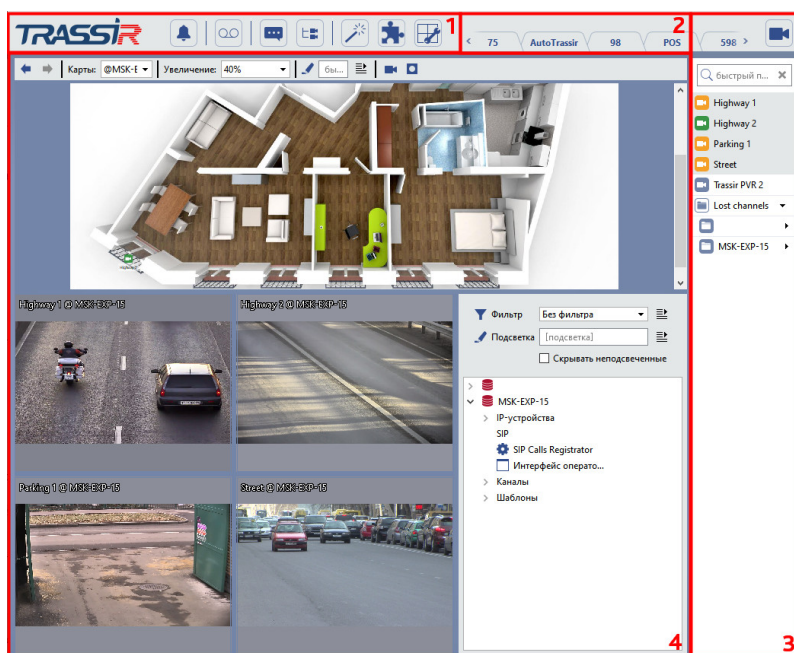 TRASSIR
1
2
75
AutoTrassir
98
POS
598
Карты:
@MSK-E
Увеличение:
40%
бы...
быстрый п...
Highway 1
Highway 2
Parking 1
Street
Trassir PVR 2
Lost channels
MSK-EXP-15
Highway 1 @ MSK-EXP-15
Highway 2 @ MSK-EXP-15
Фильтр
Без фильтра
Подсветка
[подсветка]
Скрывать неподсвеченные
MSK-EXP-15
IP-устройства
SIP
SIP Calls Registrator
Интерфейс операто...
Каналы
Шаблоны
Parking 1 @ MSK-EXP-15
Street @ MSK-EXP-15
4
3